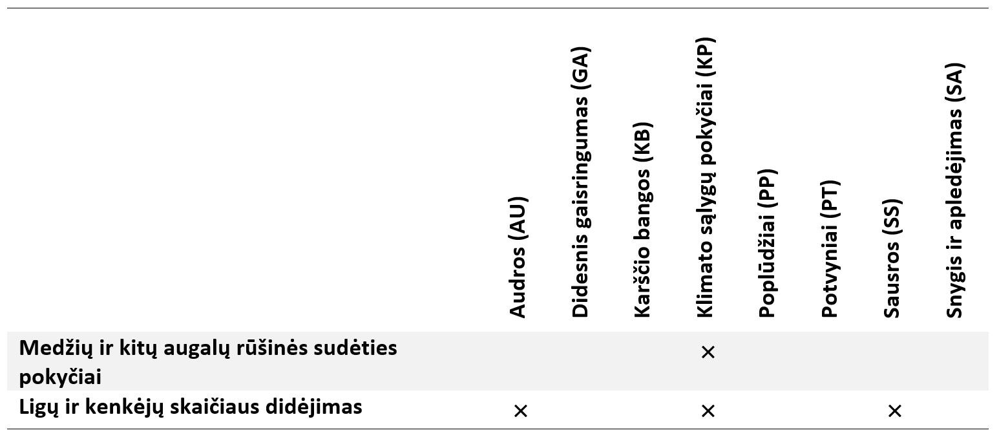 Audros (AU)
Didesnis gaisringumas (GA)
Karščio bangos (KB)
Klimato sąlygų pokyčiai (KP)
Poplūdžiai (PP)
Potvyniai (PT)
Sausros (SS)
Snygis ir apledėjimas (SA)
Medžių ir kitų augalų rūšinės sudėties
pokyčiai
×
Ligų ir kenkėjų skaičiaus didėjimas
× × ×